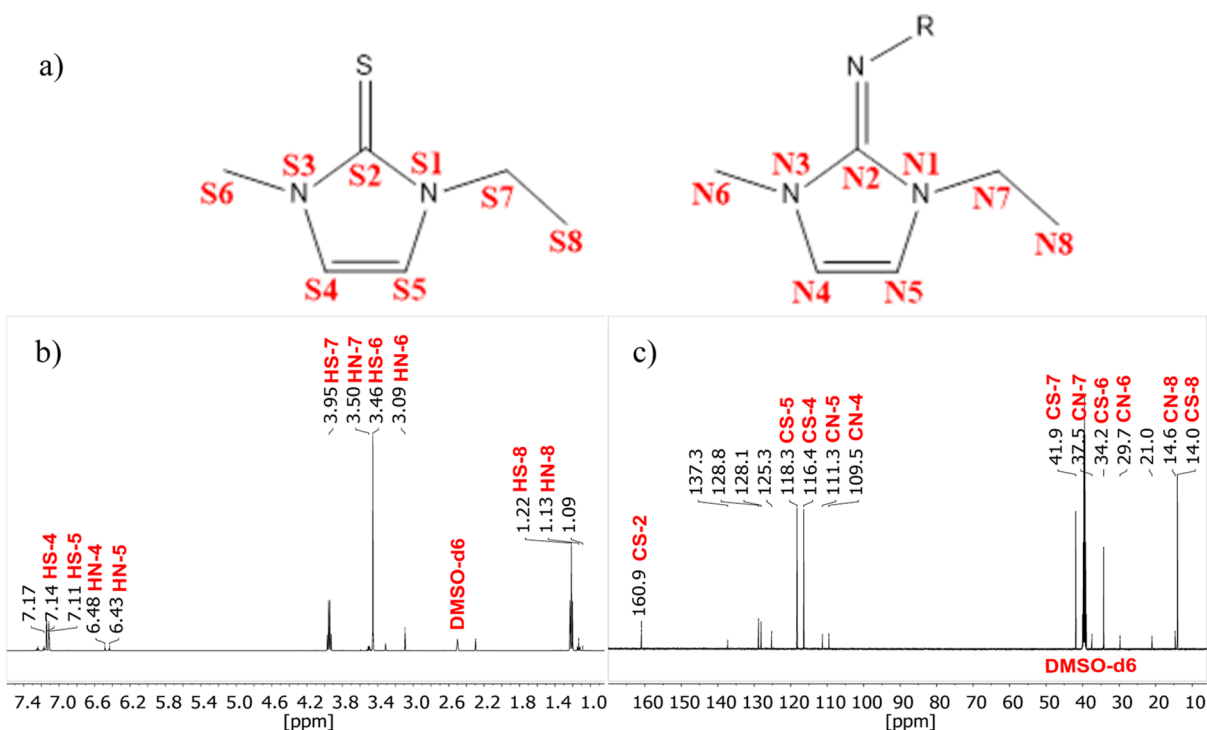 a)
S
S3
S1
N
N
S2
S6
S7
S8
S4
S5
R
N
N3
N1
N
N
N2
N6
N7
N8
N4
N5
b)
7.17
7.14 HS-4
7.11 HS-5
6.48 HN-4
6.43 HN-5
3.95 HS-7
3.50 HN-7
3.46 HS-6
3.09 HN-6
DMSO-d6
1.22 HS-8
1.13 HN-8
1.09
7.4 7.0 6.6 6.2 5.8 5.4 5.0 4.6 4.2 3.8 3.4 3.0 2.6 2.2 1.8 1.4 1.0
[ppm]
c)
160.9 CS-2
137.3
128.8
128.1
125.3
118.3 CS-5
116.4 CS-4
111.3 CN-5
109.5 CN-4
41.9 CS-7
37.5 CN-7
34.2 CS-6
29.7 CN-6
21.0
14.6 CN-8
14.0 CS-8
DMSO-d6
160 150 140 130 120 110 100 90 80 70 60 50 40 30 20 10
[ppm]